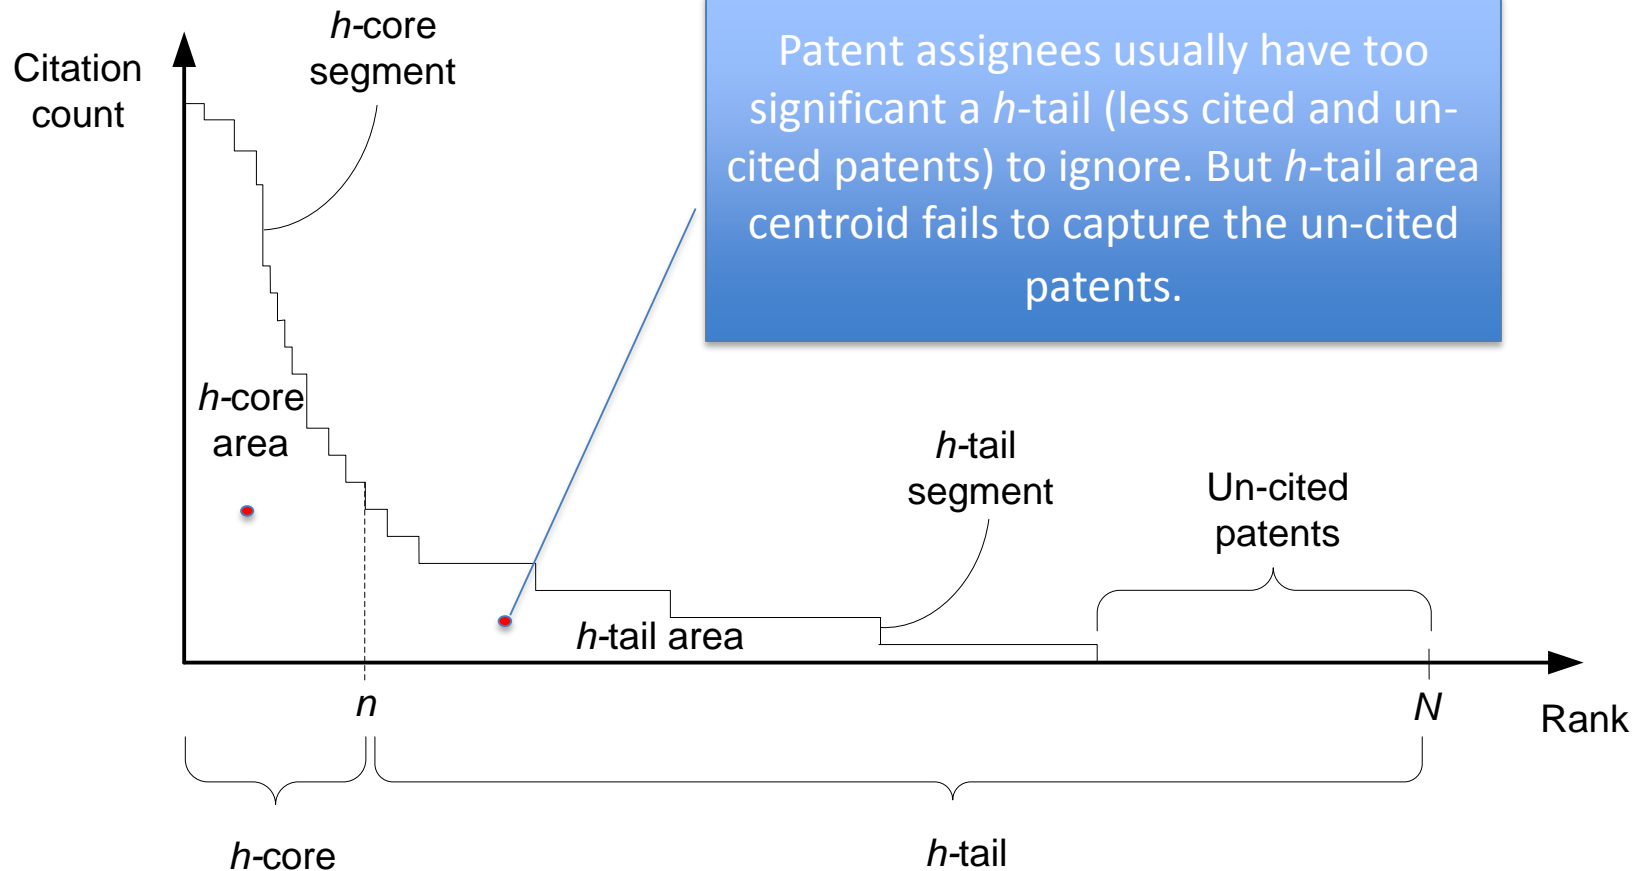 h-core
segment
Citation
count
Patent assignees usually have too
significant a h-tail (less cited and un-
cited patents) to ignore. But h-tail area
centroid fails to capture the un-cited
patents.
h-core
area
h-tail
segment
Un-cited
patents
h-tail area
n
N
Rank
h-core
h-tail